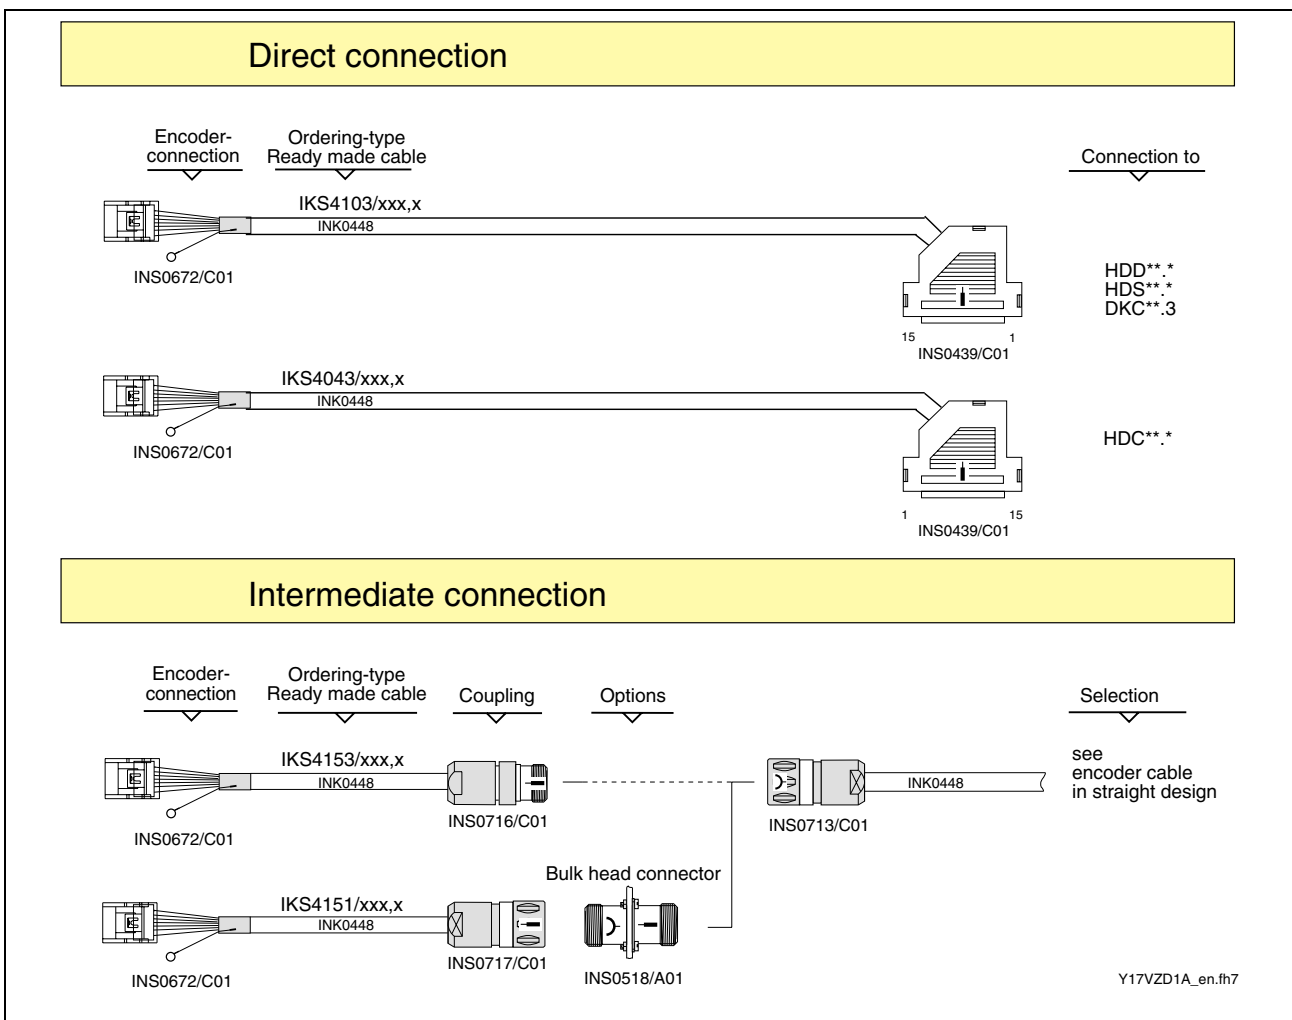 Direct connection
Encoder-
connection
Ordering-type
Ready made cable
Connection to
IKS4103/xxx,x
INK0448
INS0672/C01
15
1
INS0439/C01
HDD**.*
HDS**.*
DKC**.3
IKS4043/xxx,x
INK0448
INS0672/C01
1
15
INS0439/C01
HDC**.*
Intermediate connection
Encoder-
connection
Ordering-type
Ready made cable
Coupling
Options
Selection
IKS4153/xxx,x
INK0448
INS0672/C01
INS0716/C01
INS0713/C01
INK0448
see
encoder cable
in straight design
Bulk head connector
IKS4151/xxx,x
INK0448
INS0672/C01
INS0717/C01
INS0518/A01
Y17VZD1A_en.fh7